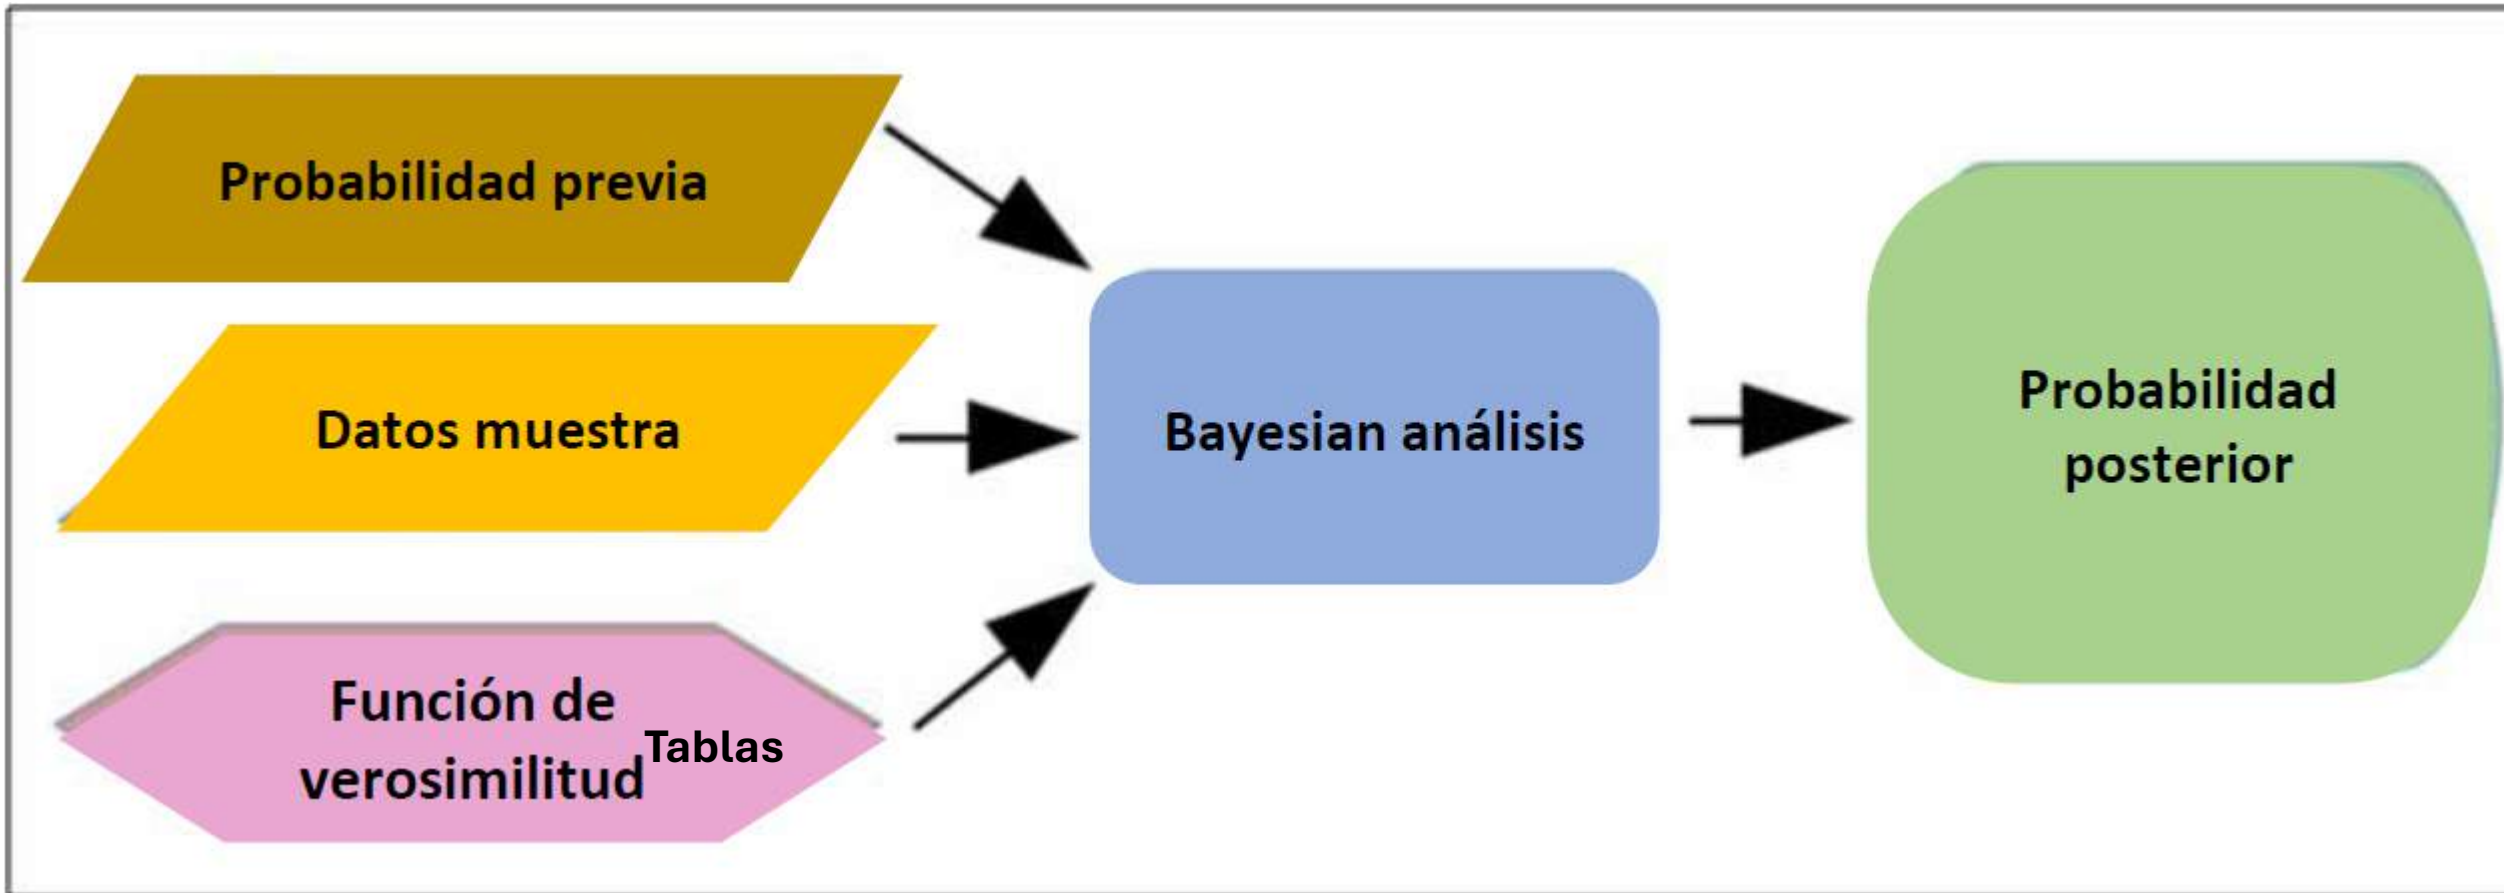 Probabilidad previa
Datos muestra
Función de
verosimilitud
Tablas
Bayesian análisis
Probabilidad
posterior